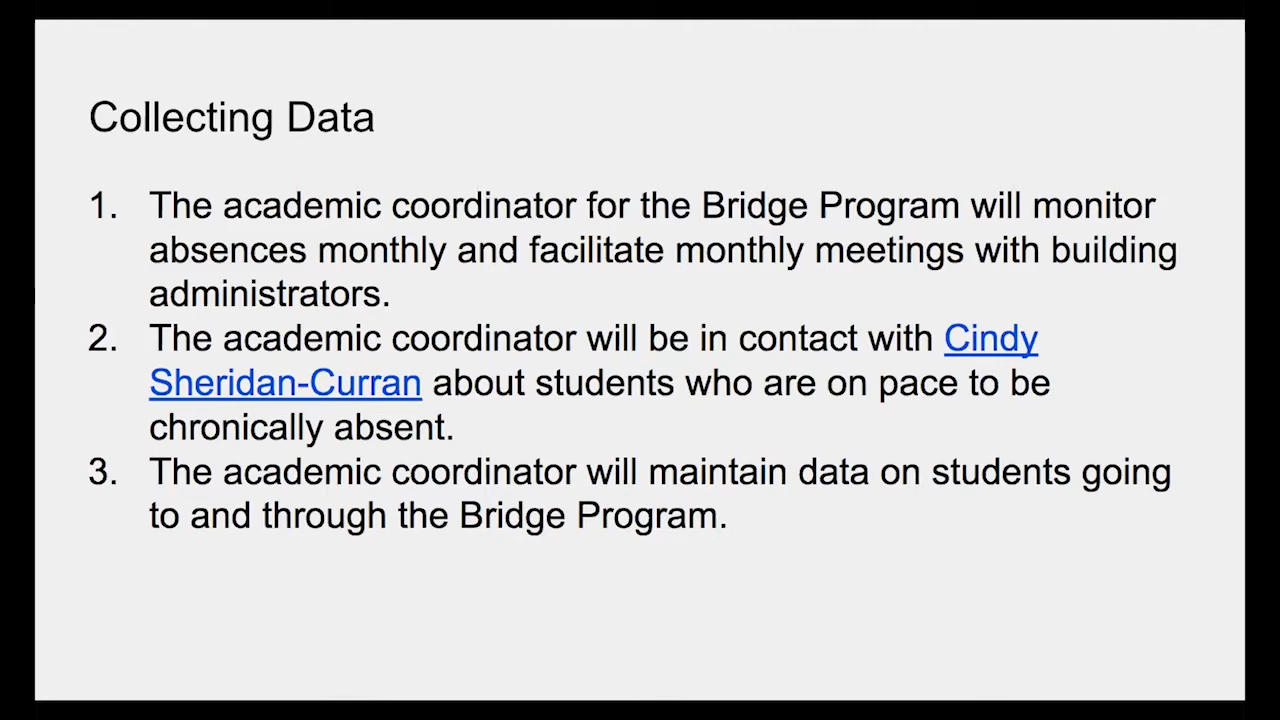 Collecting Data
1. The academic coordinator for the Bridge Program will monitor
absences monthly and facilitate monthly meetings with building
administrators.
2. The academic coordinator will be in contact with Cindy
Sheridan-Curran about students who are on pace to be
chronically absent.
3. The academic coordinator will maintain data on students going
to and through the Bridge Program.